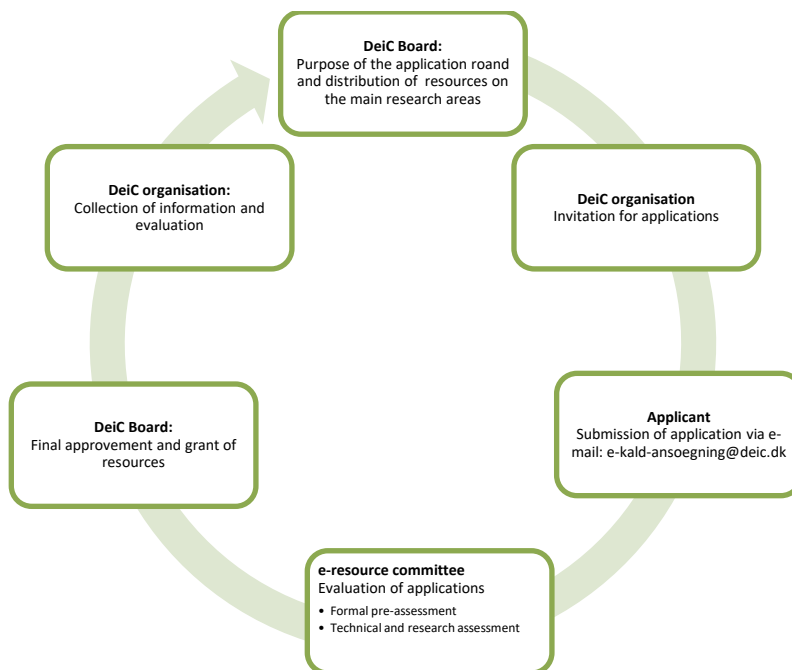 DeiC Board:
Purpose of the application roand
and distribution of resources on
the main research areas
DeiC organisation
Invitation for applications
Applicant
Submission of application via e-
mail: e-kald-ansoegning@deic.dk
e-resource committee
Evaluation of applications
• Formal pre-assessment
• Technical and research assessment
DeiC Board:
Final approvement and grant of
resources
DeiC organisation:
Collection of information and
evaluation